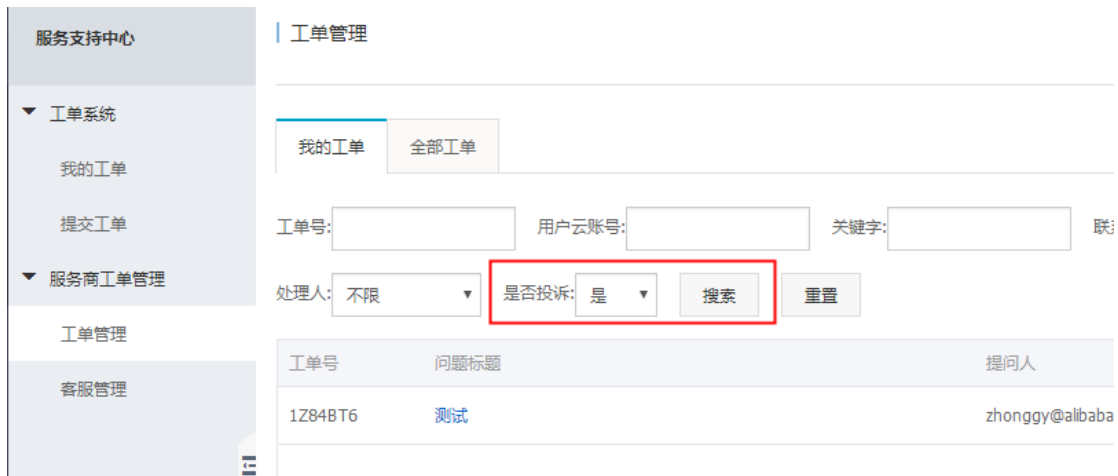 服务支持中心
工单管理
工单系统
我的工单
提交工单
服务商工单管理
工单管理
客服管理
我的工单 全部工单
工单号: 用户云账号: 关键字: 联
处理人: 不限 是否投诉: 是 搜索 重置
工单号 问题标题 提问人
1Z84BT6 测试 zhonggy@alibaba